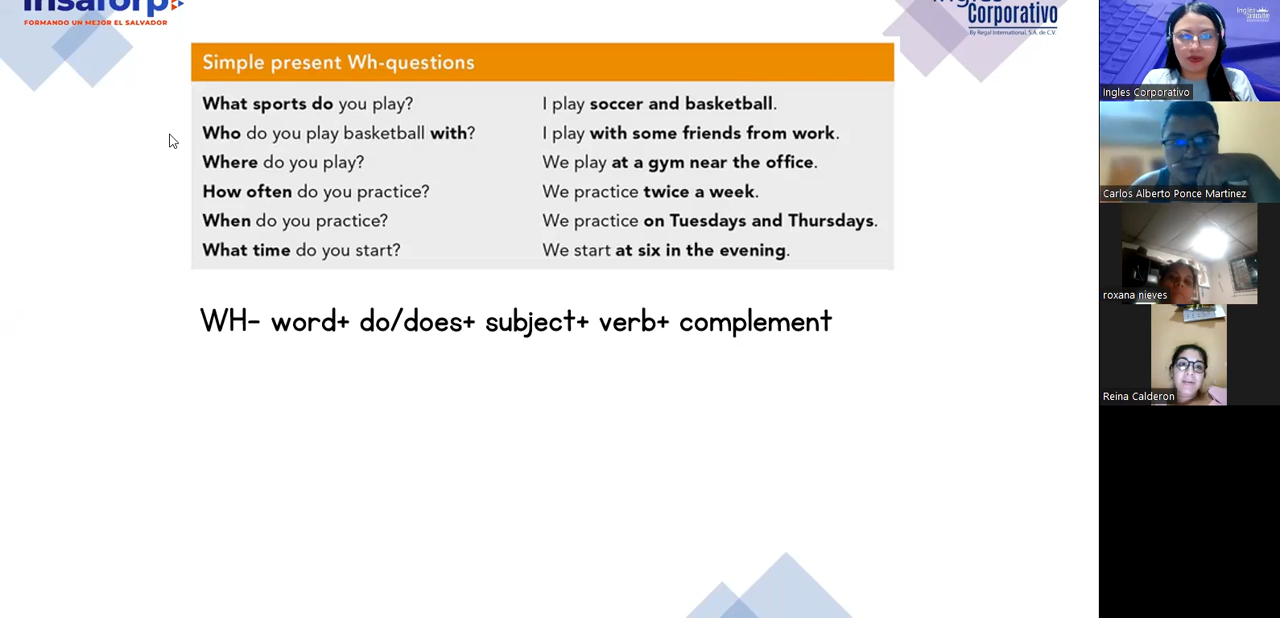 insaforp
FORMANDO UN MEJOR EL SALVADOR
Corporativo
By Regal International, S.A. de C.V.
Simple present Wh-questions
What sports do you play? I play soccer and basketball.
Who do you play basketball with? I play with some friends from work.
Where do you play? We play at a gym near the office.
How often do you practice? We practice twice a week.
When do you practice? We practice on Tuesdays and Thursdays.
What time do you start? We start at six in the evening.
WH- word+ do/does+ subject+ verb+ complement
Ingles Corporativo
Carlos Alberto Ponce Martinez
roxana nieves
Reina Calderon